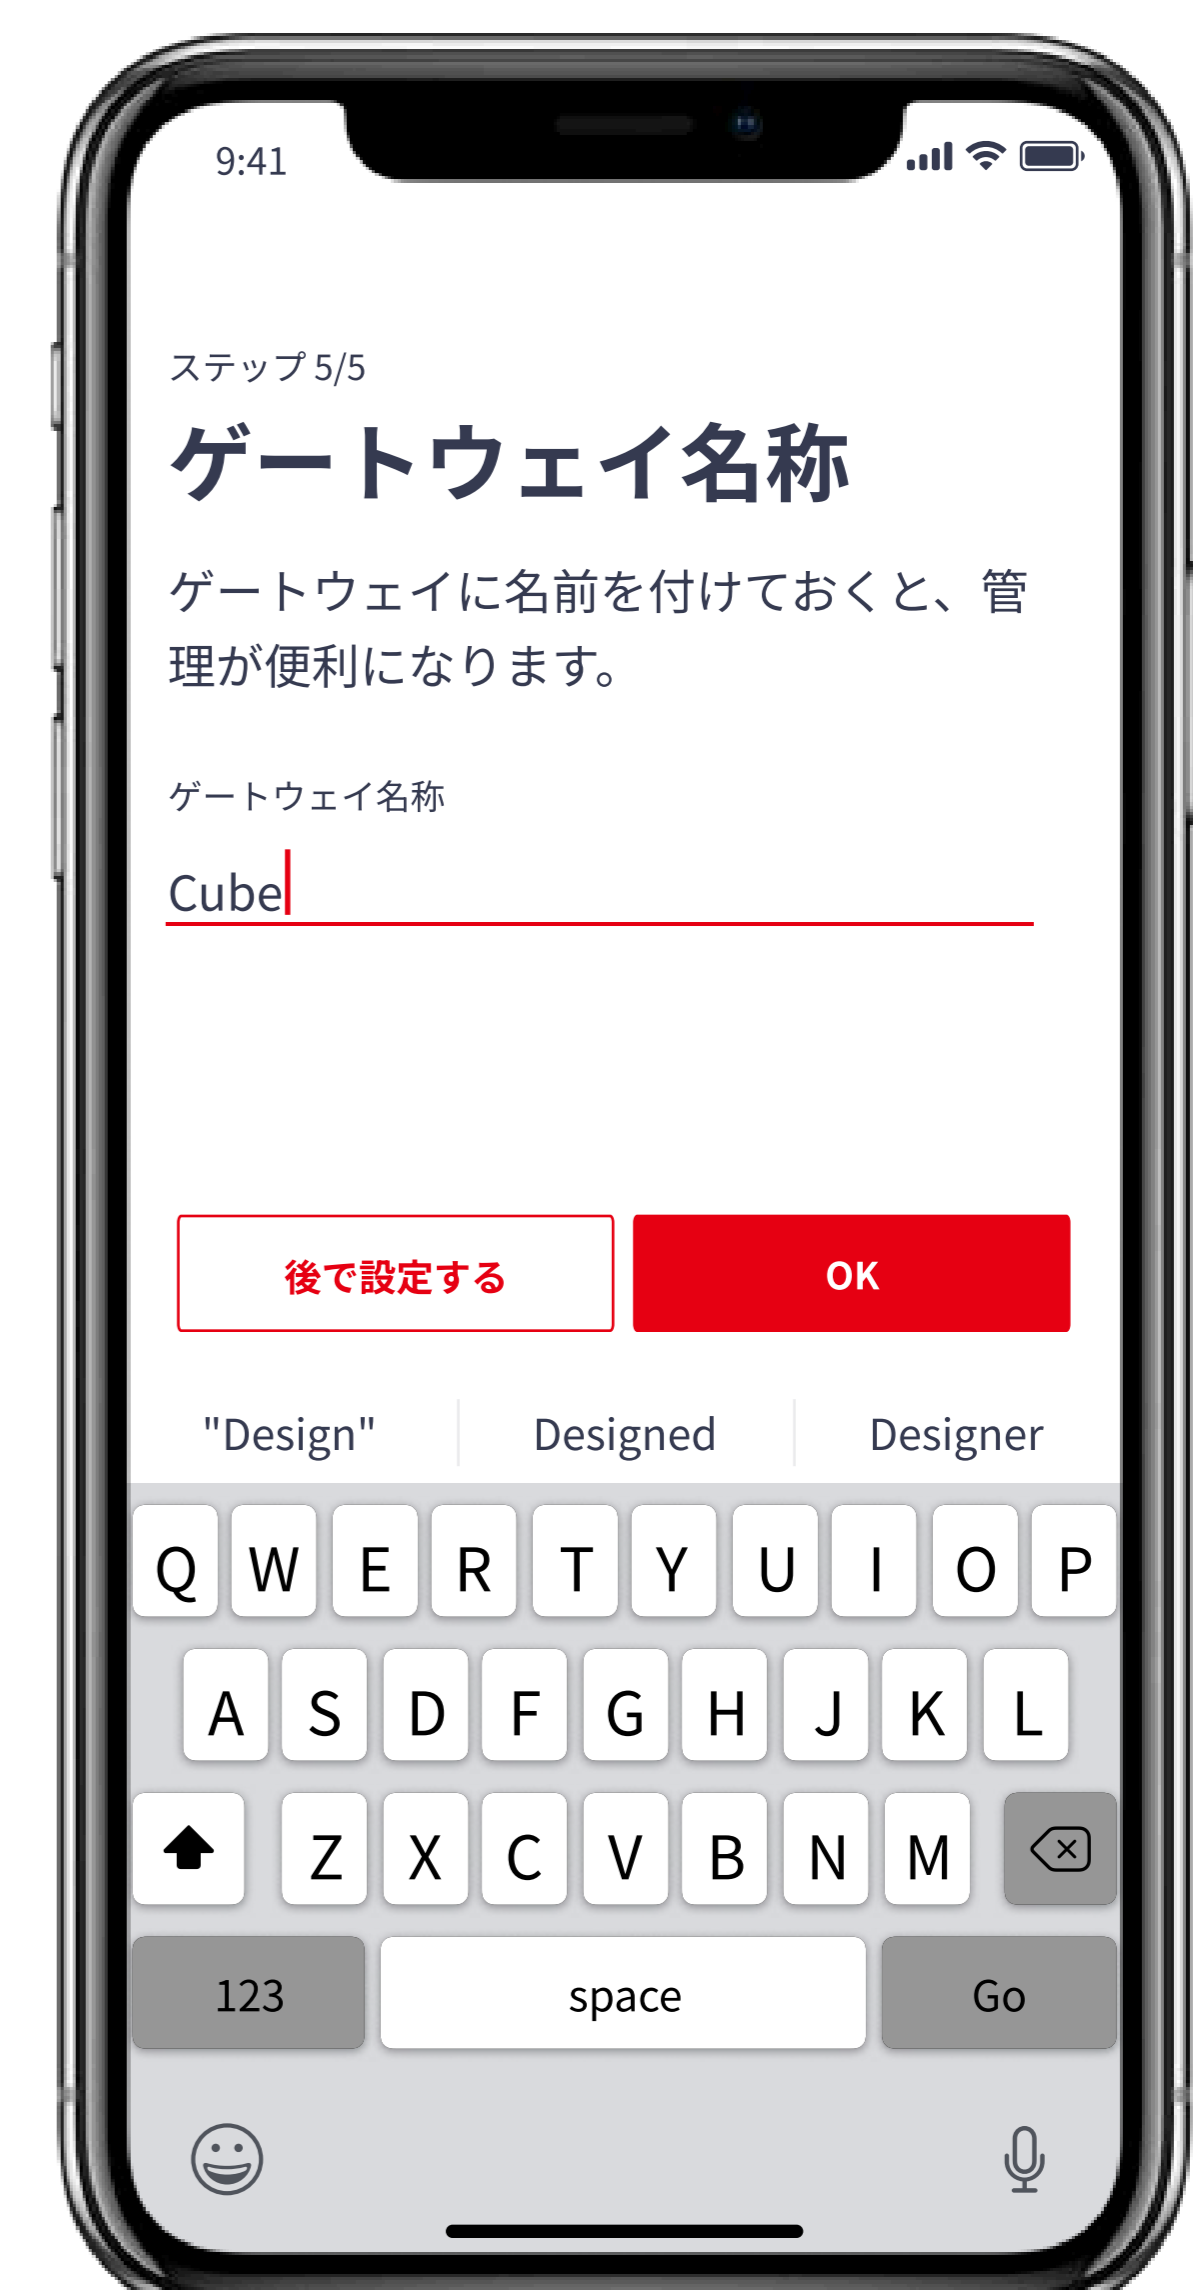 9:41
ステップ 5/5
ゲートウェイ名称
ゲートウェイに名前を付けておくと、管
理が便利になります。
ゲートウェイ名称
Cube
後で設定する OK
"Design" Designed Designer
Q W E R T Y U I O P
A S D F G H J K L
Z X C V B N M
123 space Go